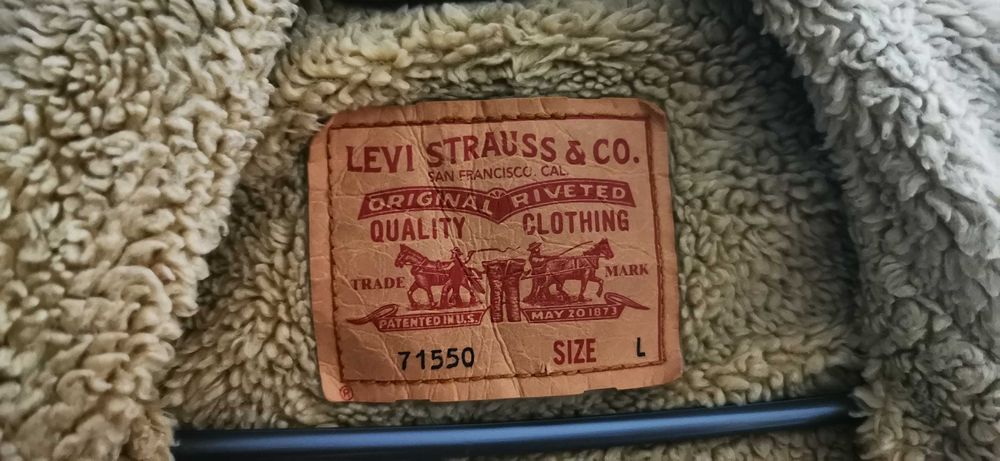 LEVI STRAUSS & CO.
SAN FRANCISCO. CAL.
ORIGINAL RIVETED
QUALITY CLOTHING
TRADE MARK
PATENTED IN U.S. MAY 20 1873
71550 SIZE L
®